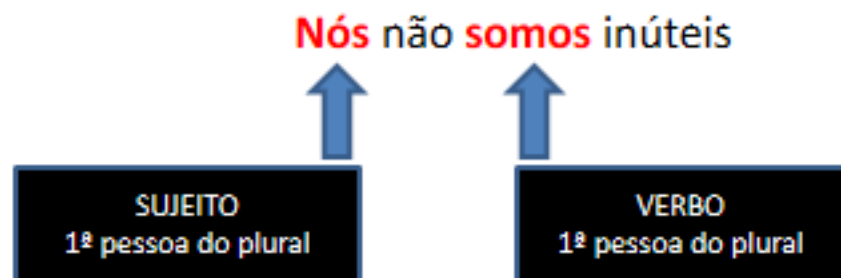 Nós não somos inúteis
SUJEITO
1ª pessoa do plural
VERBO
1ª pessoa do plural